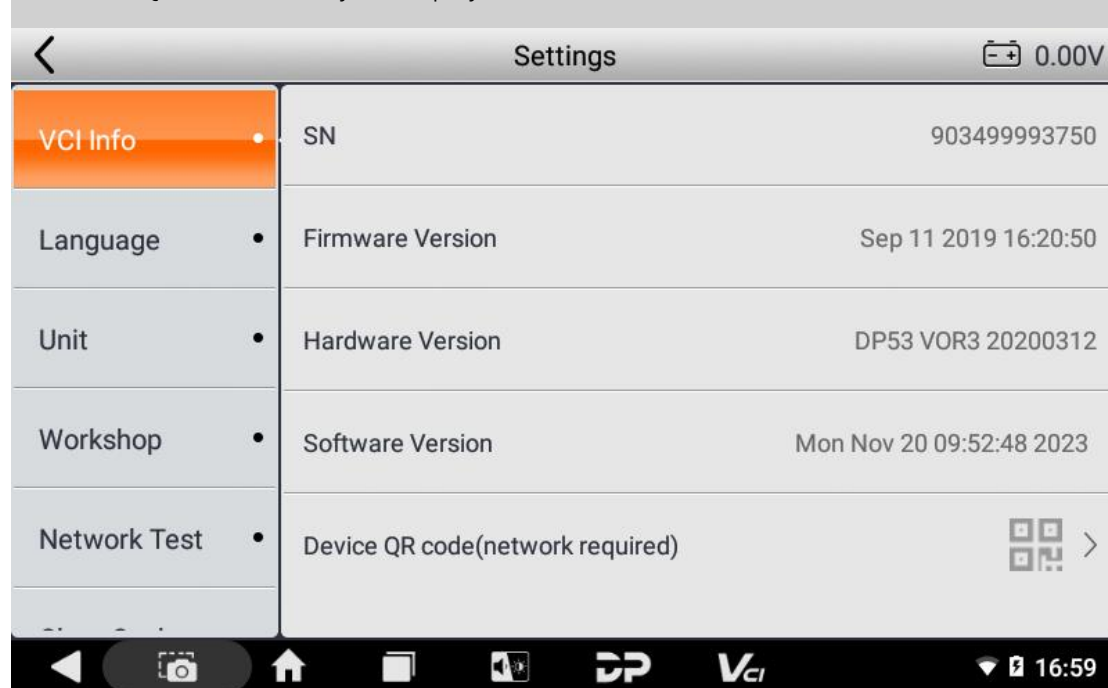 Settings
0.00V
VCI Info
SN
903499993750
Language
Firmware Version
Sep 11 2019 16:20:50
Unit
Hardware Version
DP53 VOR3 20200312
Workshop
Software Version
Mon Nov 20 09:52:48 2023
Network Test
Device QR code(network required)
DP
VCI
16:59